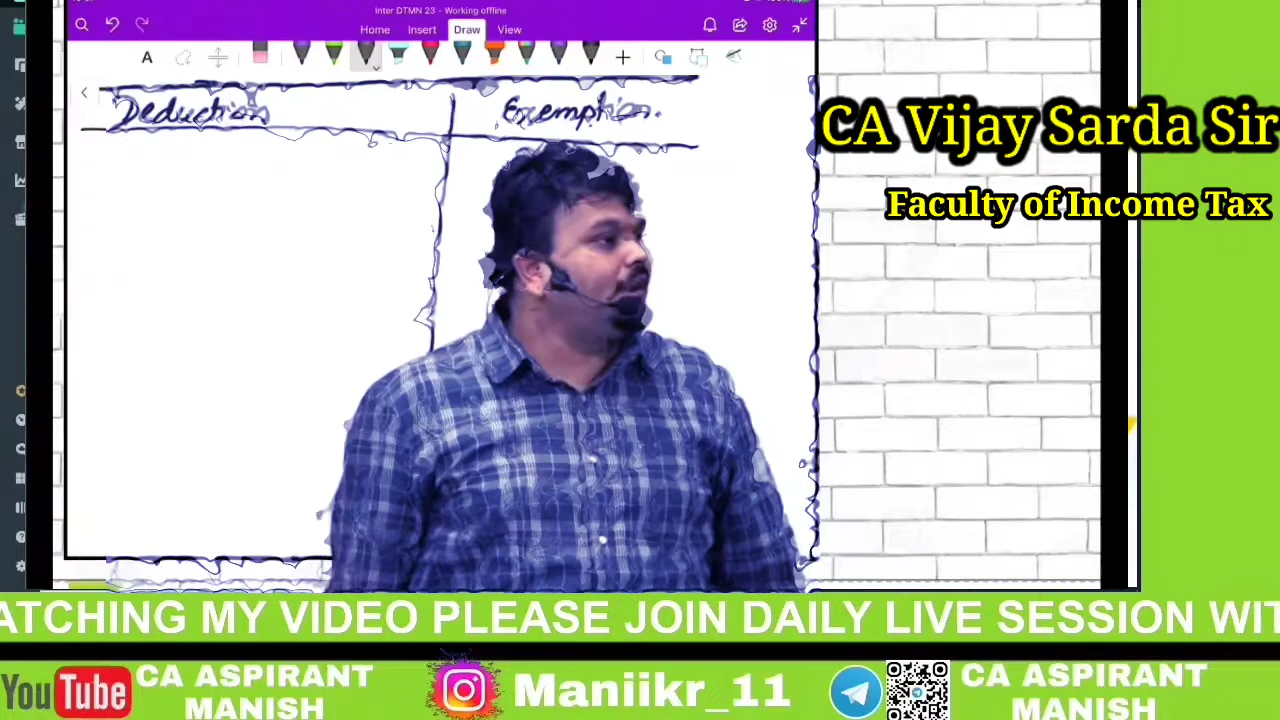 Inter DTMN 23 - Working offline
Home Insert Draw View
A
Deduction Exemption.
CA Vijay Sarda Sir
Faculty of Income Tax
ATCHING MY VIDEO PLEASE JOIN DAILY LIVE SESSION WIT
YouTube CA ASPIRANT MANISH
Maniikr_11
CA ASPIRANT MANISH